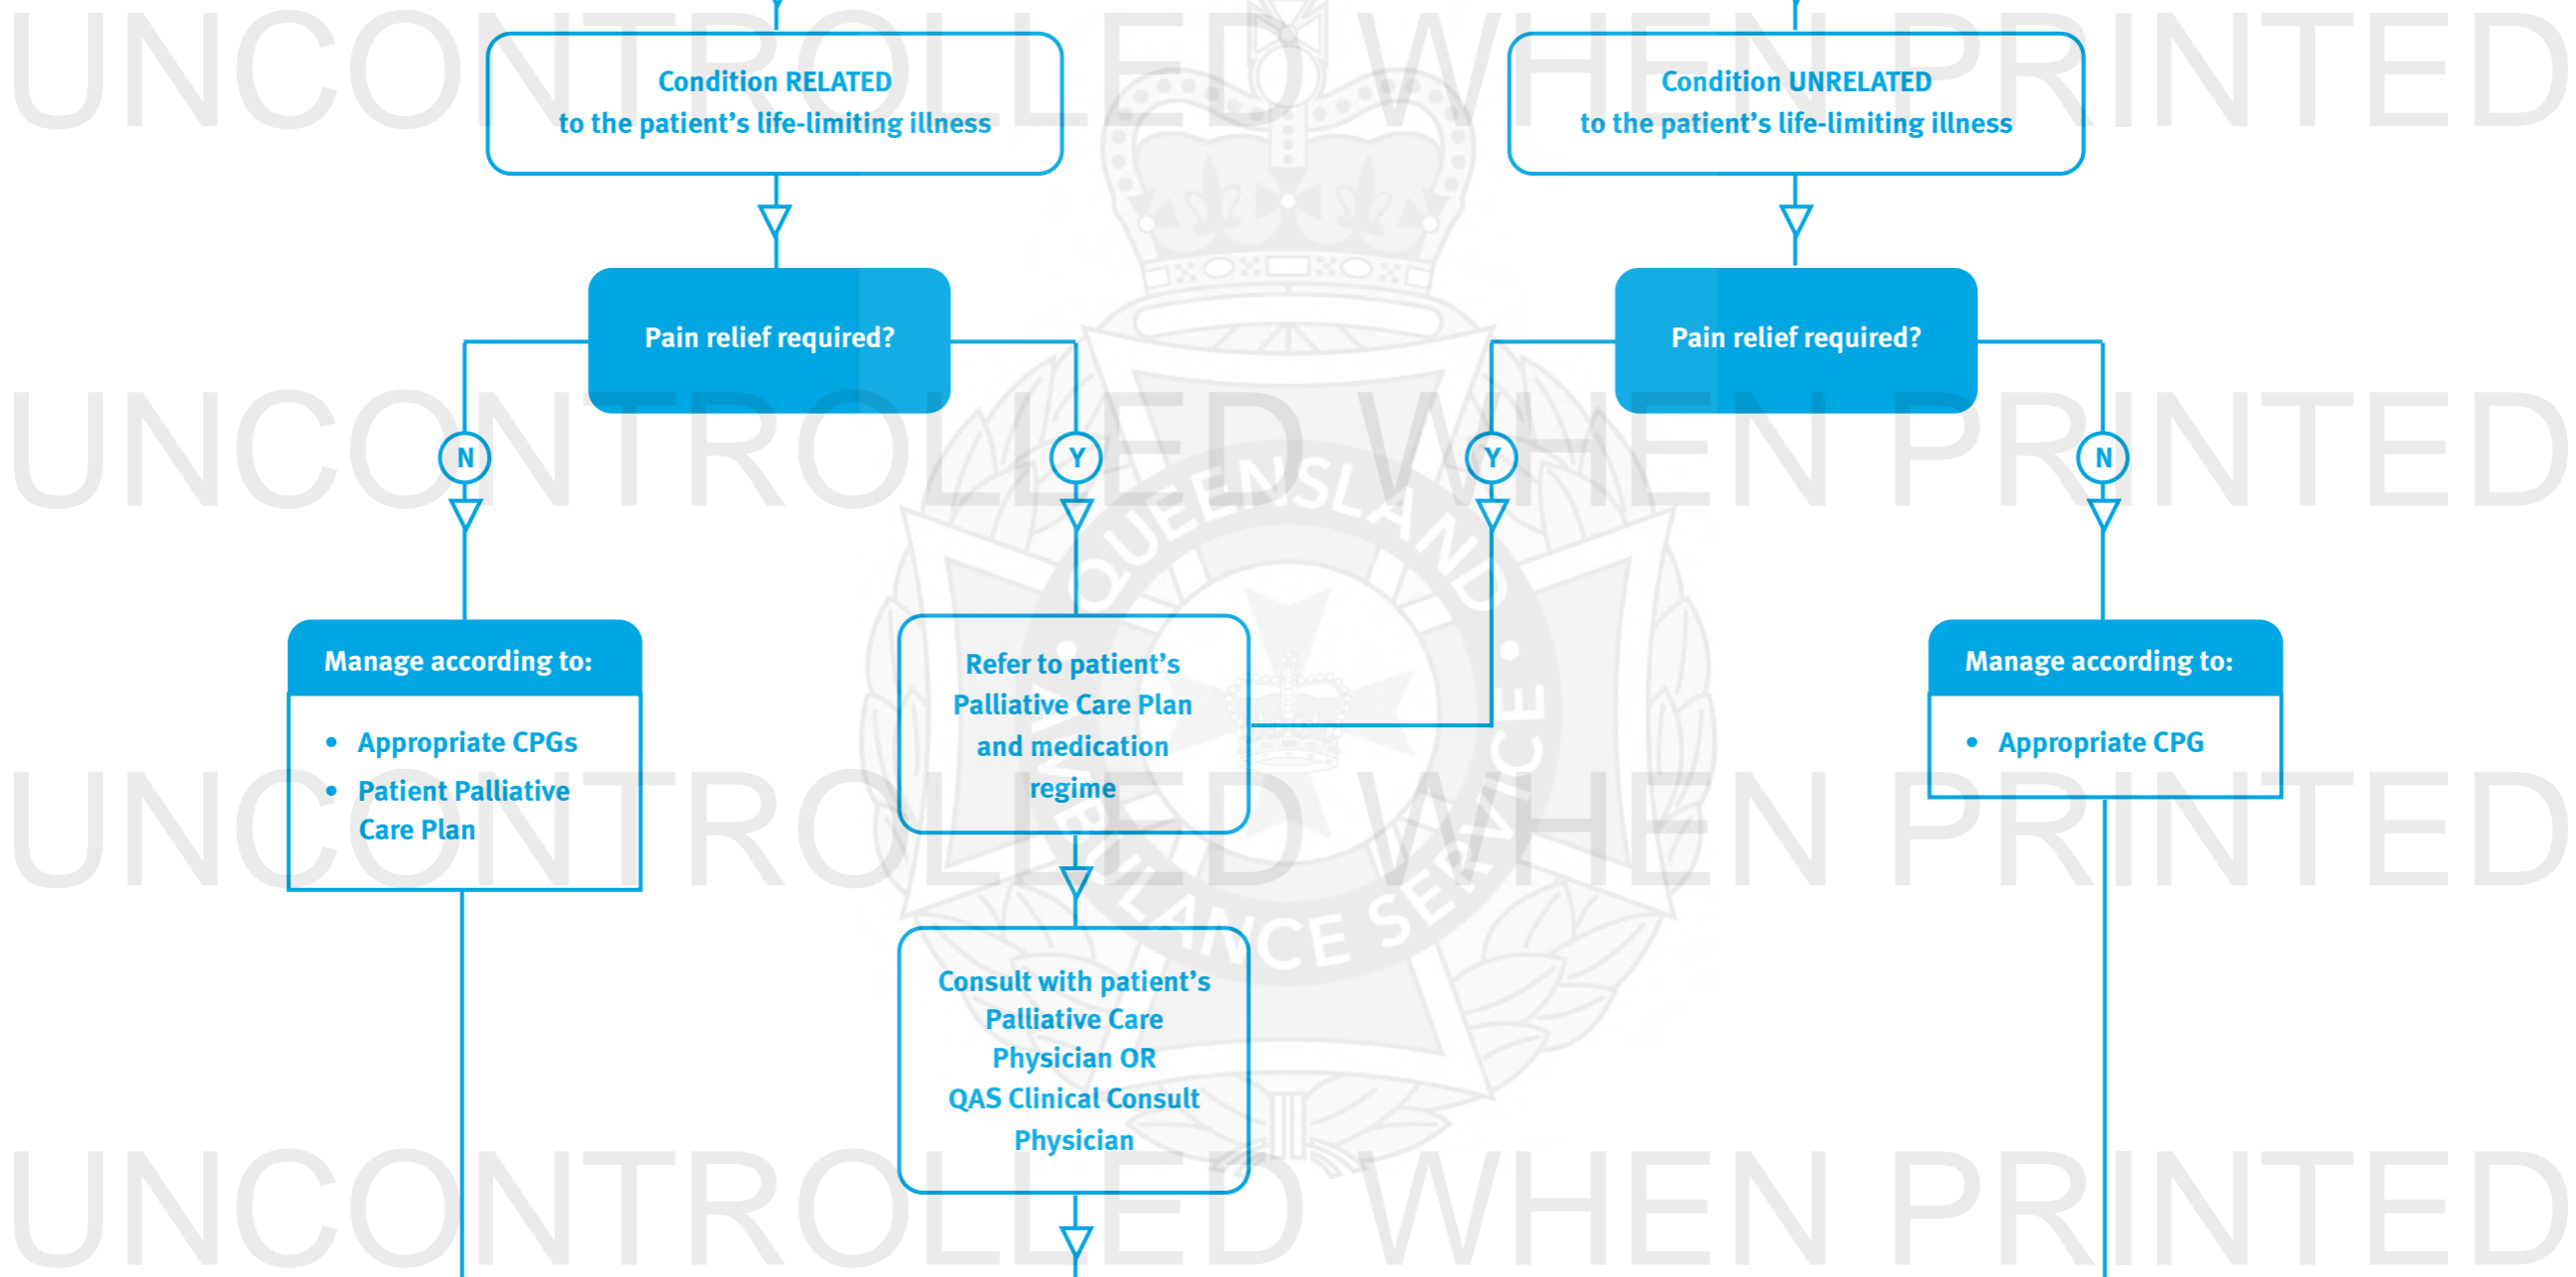 UNCONTROLLED WHEN PRINTED
Condition RELATED
to the patient's life-limiting illness
Condition UNRELATED
to the patient's life-limiting illness
Pain relief required?
Pain relief required?
UNCONTROLLED WHEN PRINTED
N
Y
Y
N
QUEENSLAND
AMBULANCE SERVICE
Manage according to:
• Appropriate CPGs
• Patient Palliative
Care Plan
Refer to patient's
Palliative Care Plan
and medication
regime
Manage according to:
• Appropriate CPG
UNCONTROLLED WHEN PRINTED
Consult with patient's
Palliative Care
Physician OR
QAS Clinical Consult
Physician
UNCONTROLLED WHEN PRINTED